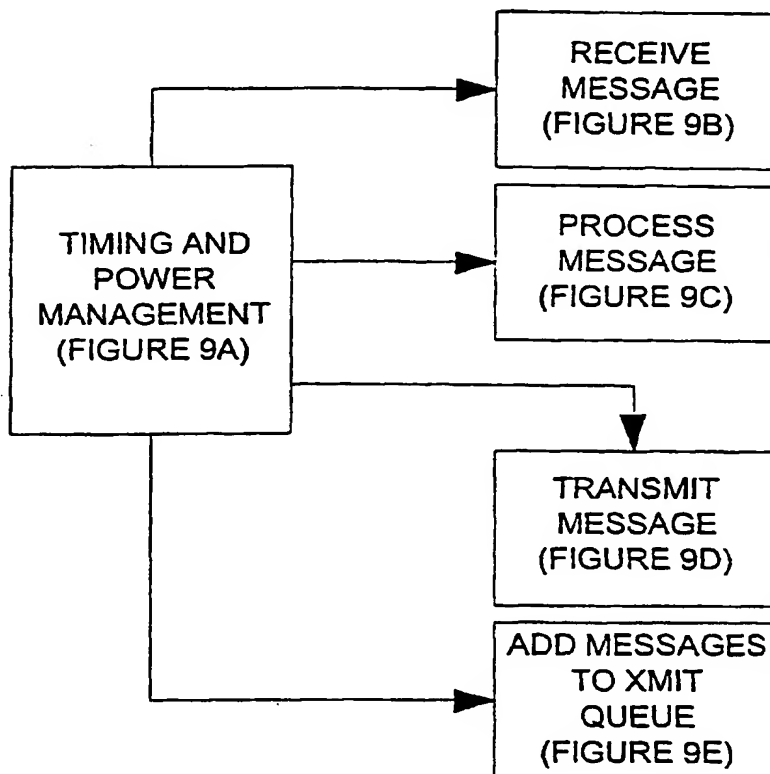 RECEIVE
MESSAGE
(FIGURE 9B)
TIMING AND
POWER
MANAGEMENT
(FIGURE 9A)
PROCESS
MESSAGE
(FIGURE 9C)
TRANSMIT
MESSAGE
(FIGURE 9D)
ADD MESSAGES
TO XMIT
QUEUE
(FIGURE 9E)